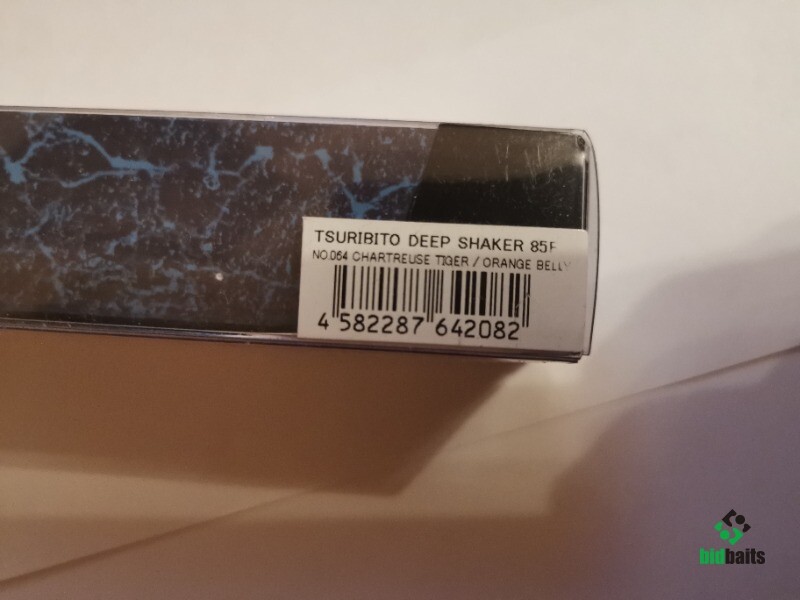 TSURIBITO DEEP SHAKER 85F
NO.064 CHARTREUSE TIGER / ORANGE BELLY
4 582287 642082
bidbaits